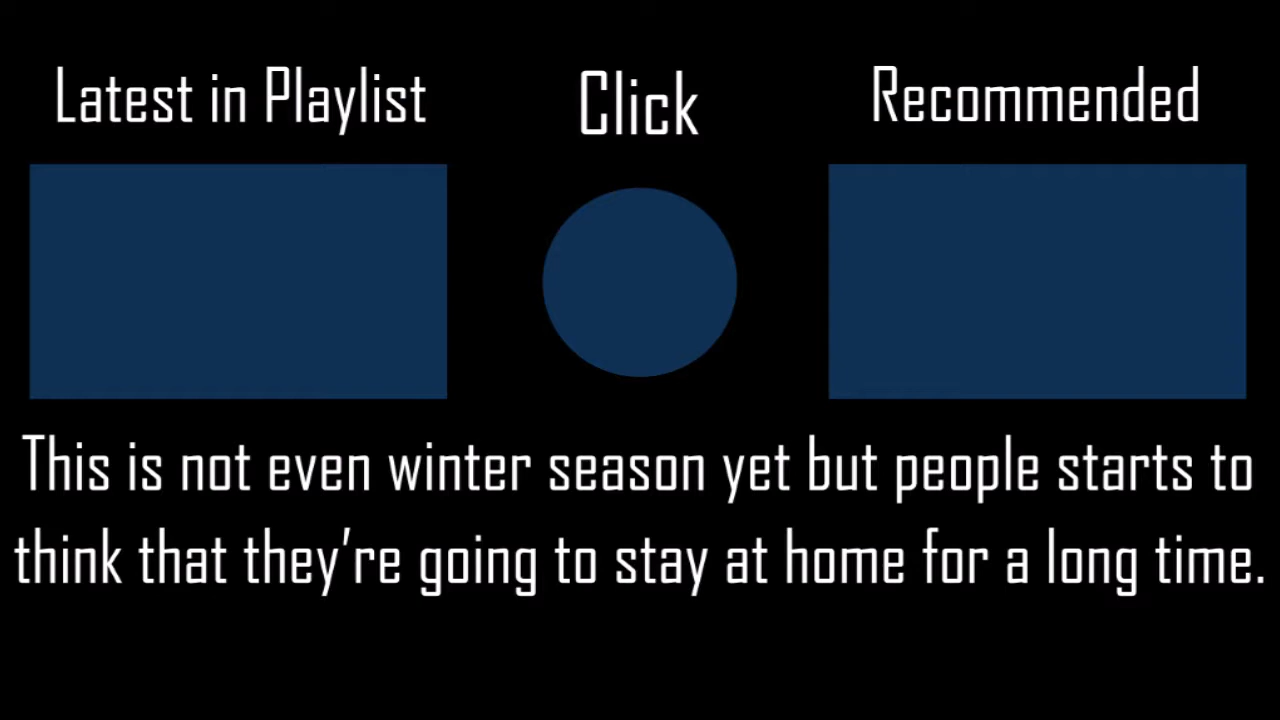 Latest in Playlist
Click
Recommended
This is not even winter season yet but people starts to
think that they're going to stay at home for a long time.